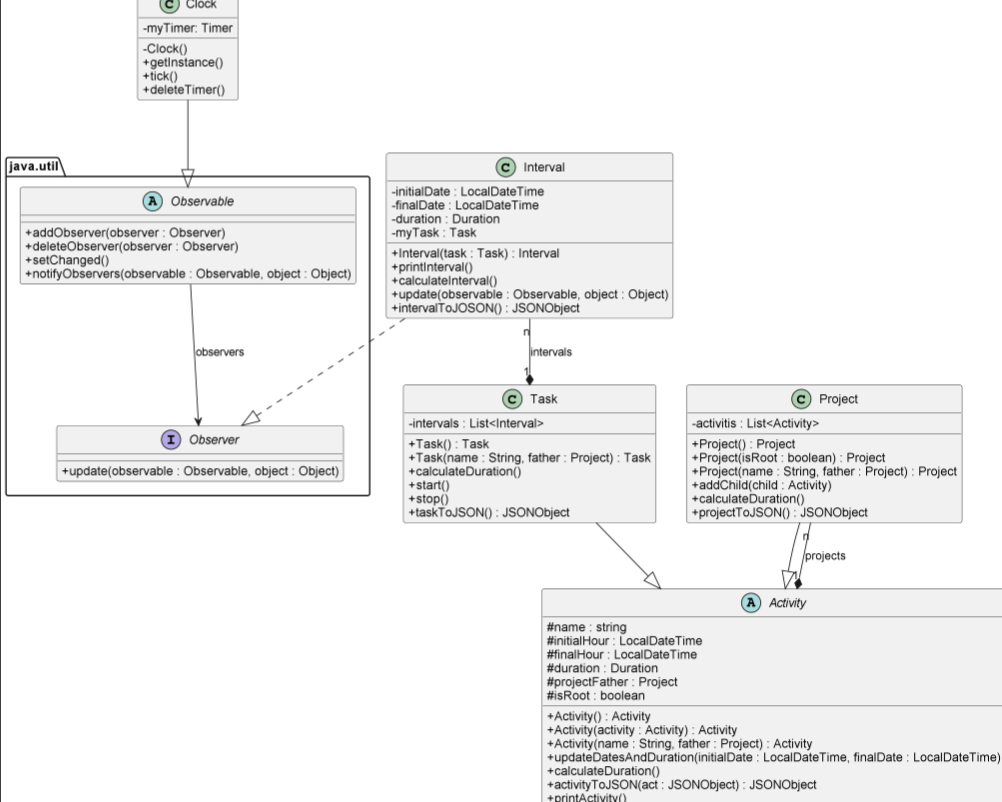 C Clock
-myTimer: Timer
-Clock()
+getInstance()
+tick()
+deleteTimer()
java.util
A Observable
+addObserver(observer : Observer)
+deleteObserver(observer : Observer)
+setChanged()
+notifyObservers(observable : Observable, object : Object)
observers
I Observer
+update(observable : Observable, object : Object)
C Interval
-initialDate : LocalDateTime
-finalDate : LocalDateTime
-duration : Duration
-myTask : Task
+Interval(task : Task) : Interval
+printInterval()
+calculateInterval()
+update(observable : Observable, object : Object)
+intervalToJOSON() : JSONObject
n
intervals
1
C Task
-intervals : List<Interval>
+Task() : Task
+Task(name : String, father : Project) : Task
+calculateDuration()
+start()
+stop()
+taskToJSON() : JSONObject
C Project
-activitis : List<Activity>
+Project() : Project
+Project(isRoot : boolean) : Project
+Project(name : String, father : Project) : Project
+addChild(child : Activity)
+calculateDuration()
+projectToJSON() : JSONObject
n
projects
1
A Activity
#name : string
#initialHour : LocalDateTime
#finalHour : LocalDateTime
#duration : Duration
#projectFather : Project
#isRoot : boolean
+Activity() : Activity
+Activity(activity : Activity) : Activity
+Activity(name : String, father : Project) : Activity
+updateDatesAndDuration(initialDate : LocalDateTime, finalDate : LocalDateTime)
+calculateDuration()
+activityToJSON(act : JSONObject) : JSONObject
+printActivity()